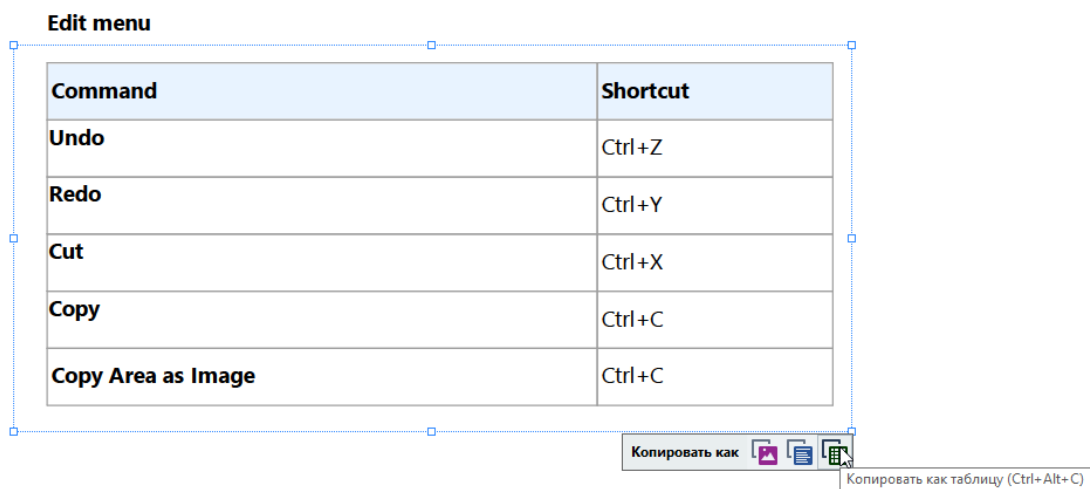 Edit menu
Command Shortcut
Undo Ctrl+Z
Redo Ctrl+Y
Cut Ctrl+X
Copy Ctrl+C
Copy Area as Image Ctrl+C
Копировать как
Копировать как таблицу (Ctrl+Alt+C)